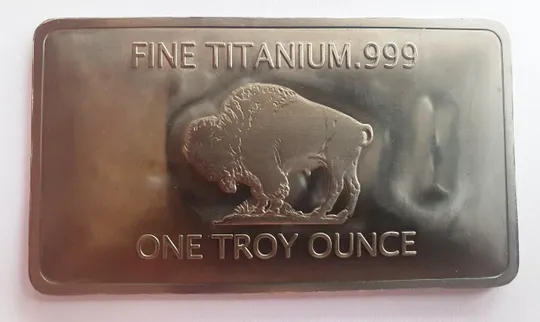 FINE TITANIUM.999
ONE TROY OUNCE